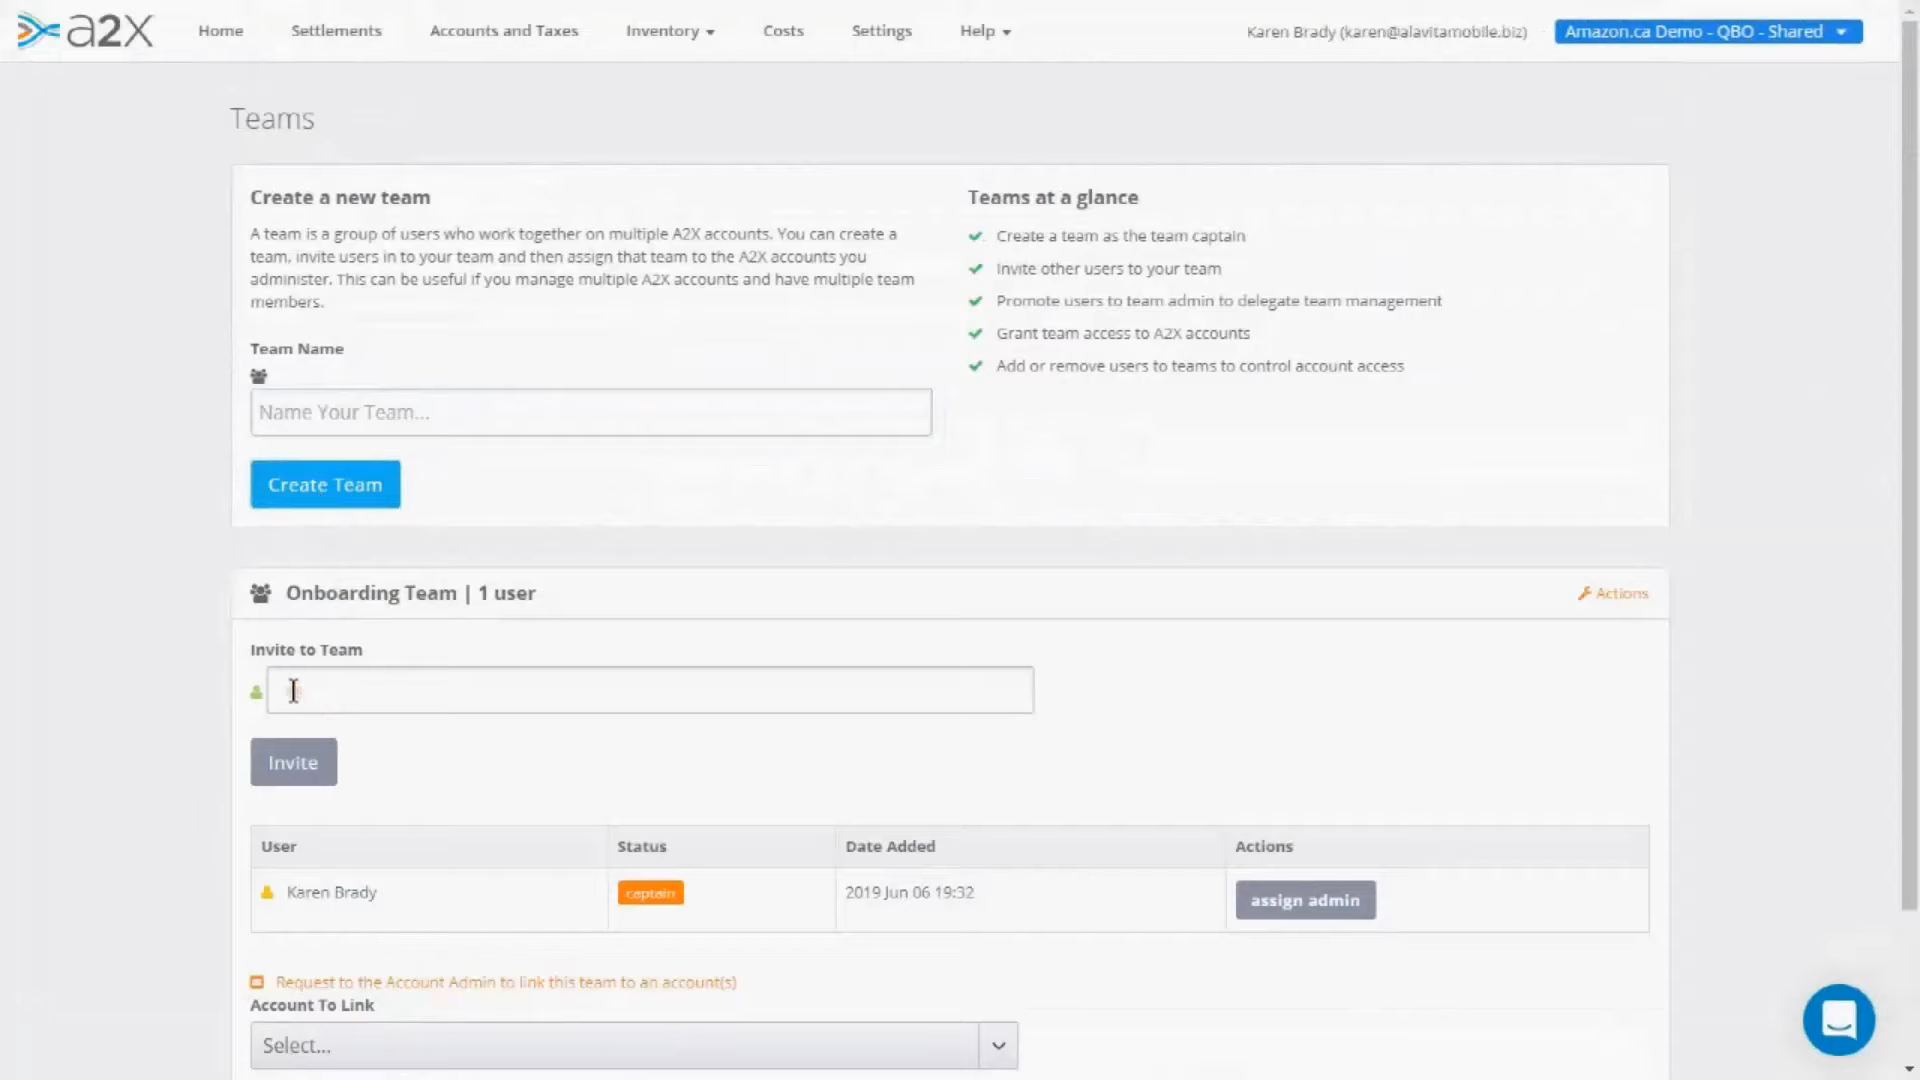 a2X
Home
Settlements
Accounts and Taxes
Inventory
Costs
Settings
Help
Karen Brady (karen@alavitamobile.biz)
Amazon.ca Demo - QBO - Shared
Teams
Create a new team
A team is a group of users who work together on multiple A2X accounts. You can create a
team, invite users in to your team and then assign that team to the A2X accounts you
administer. This can be useful if you manage multiple A2X accounts and have multiple team
members.
Team Name
Name Your Team...
Create Team
Teams at a glance
Create a team as the team captain
Invite other users to your team
Promote users to team admin to delegate team management
Grant team access to A2X accounts
Add or remove users to teams to control account access
Onboarding Team | 1 user
Actions
Invite to Team
Invite
User
Status
Date Added
Actions
Karen Brady
captain
2019 Jun 06 19:32
assign admin
Request to the Account Admin to link this team to an account(s)
Account To Link
Select...